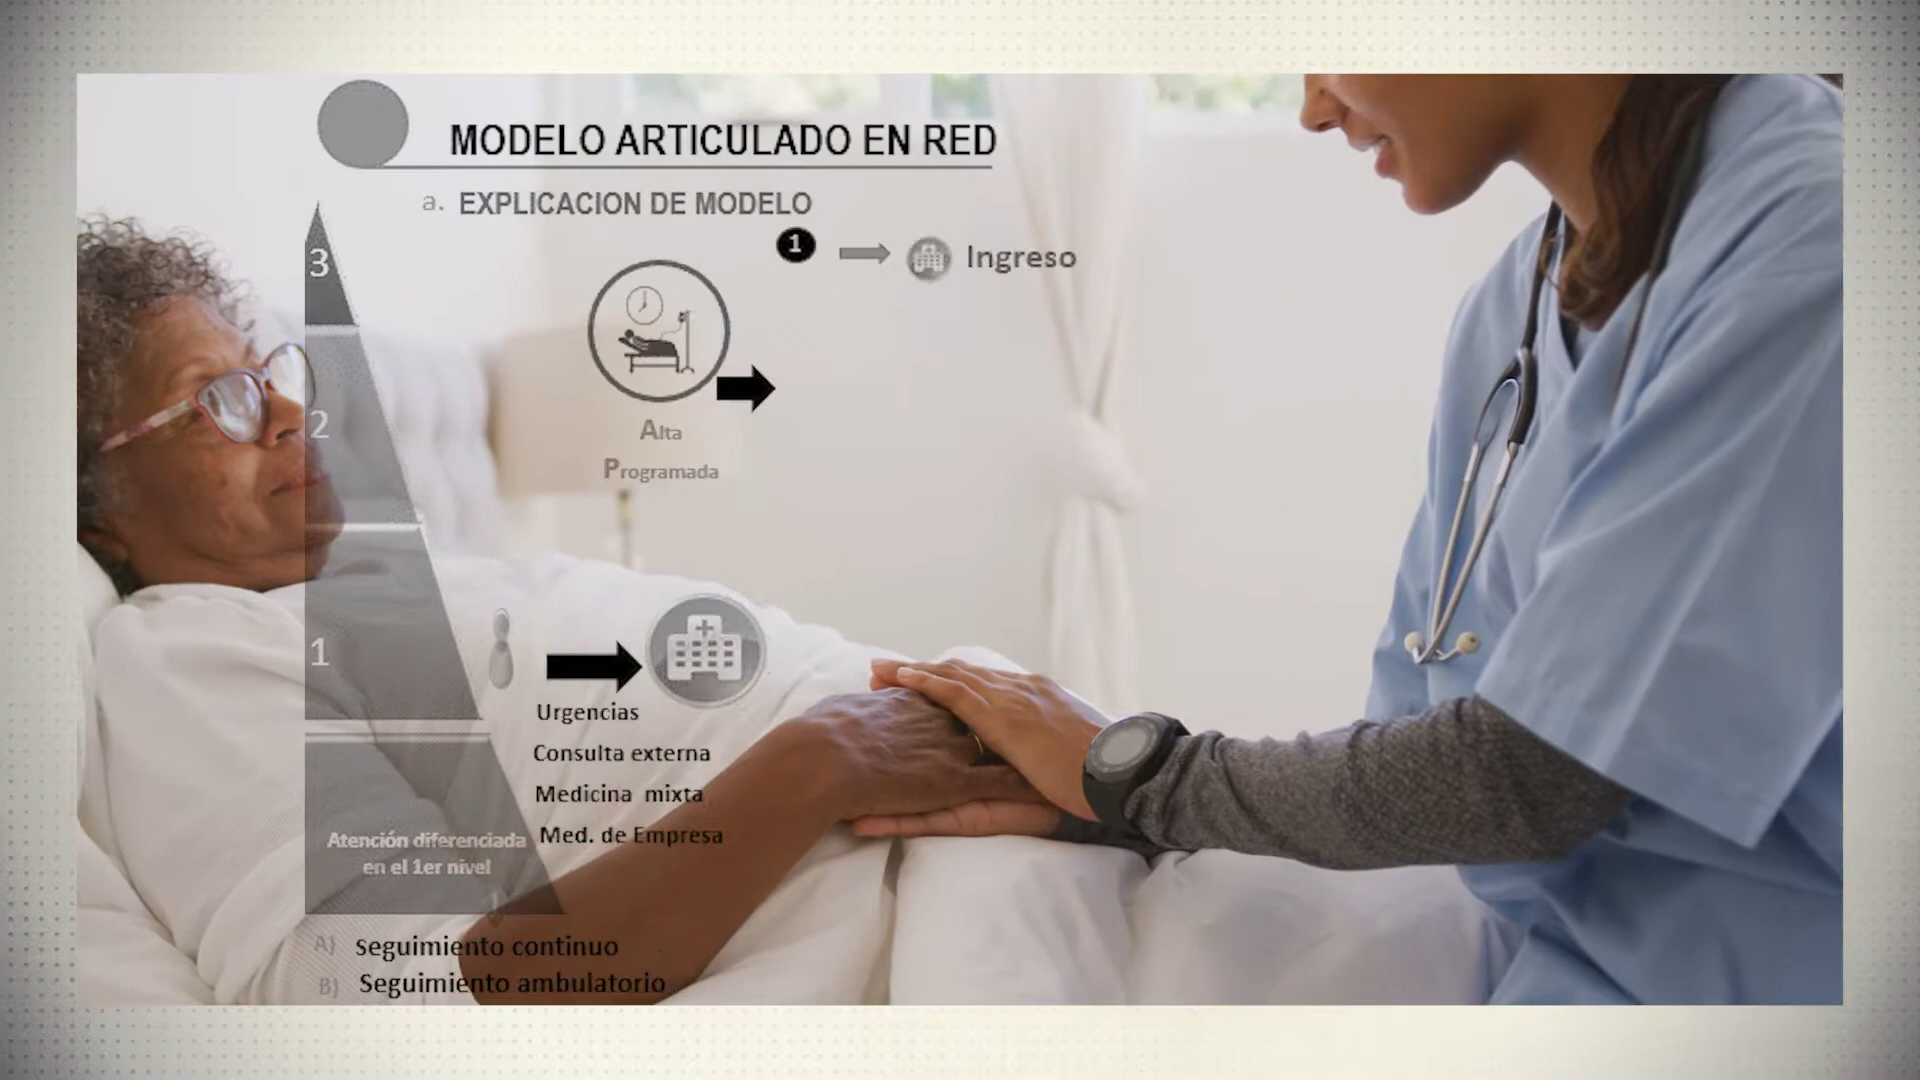 MODELO ARTICULADO EN RED
a. EXPLICACION DE MODELO
1
Ingreso
3
2
Alta
Programada
1
Urgencias
Consulta externa
Medicina mixta
Med. de Empresa
Atención diferenciada
en el 1er nivel
A) Seguimiento continuo
B) Seguimiento ambulatorio